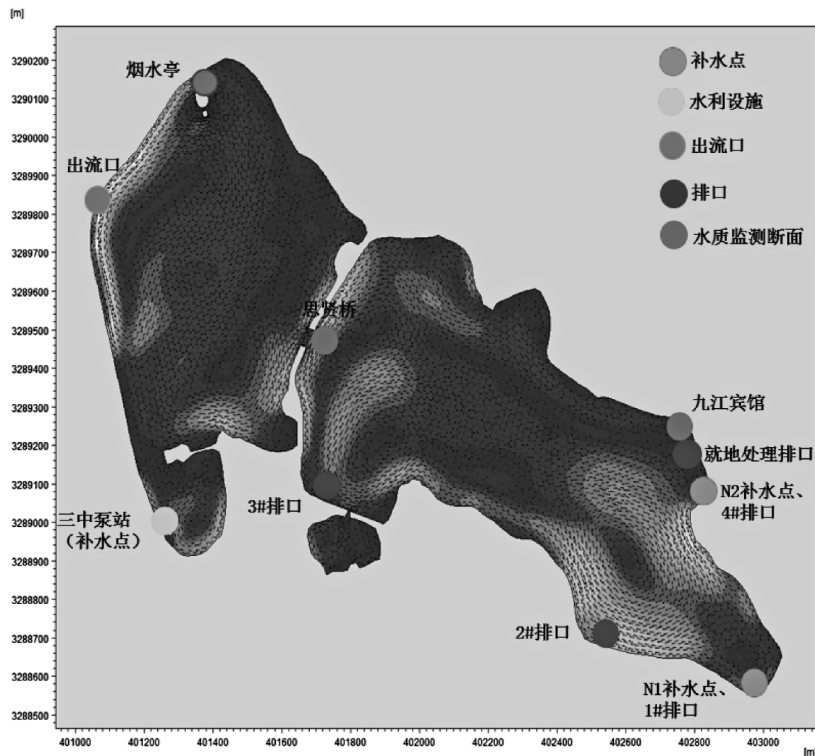 [m]
3290200
3290100
3290000
3289900
3289800
3289700
3289600
3289500
3289400
3289300
3289200
3289100
3289000
3288900
3288800
3288700
3288600
3288500
烟水亭
出流口
思贤桥
九江宾馆
就地处理排口
N2补水点、
4#排口
3#排口
三中泵站
（补水点）
2#排口
N1补水点、
1#排口
补水点
水利设施
出流口
排口
水质监测断面
401000
401200
401400
401600
401800
402000
402200
402400
402600
402800
403000
[m]